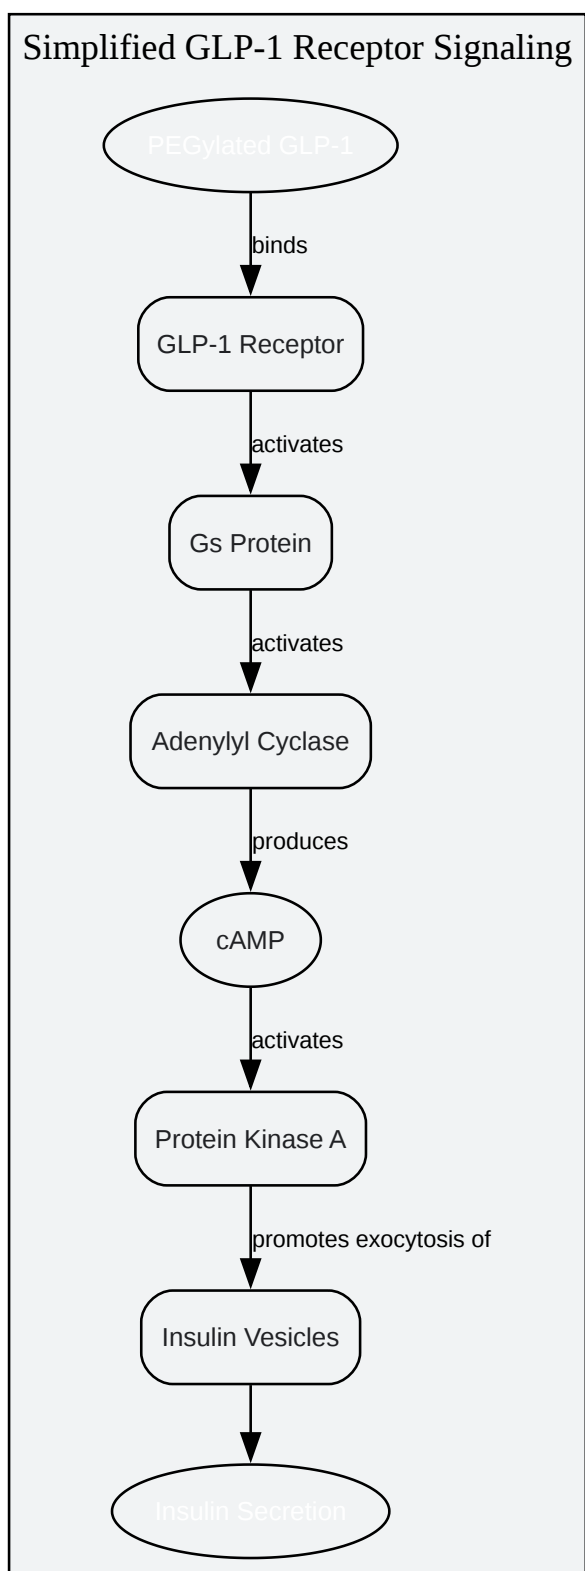 Simplified GLP-1 Receptor Signaling
PEGylated GLP-1
binds
GLP-1 Receptor
activates
Gs Protein
activates
Adenylyl Cyclase
produces
cAMP
activates
Protein Kinase A
promotes exocytosis of
Insulin Vesicles
Insulin Secretion